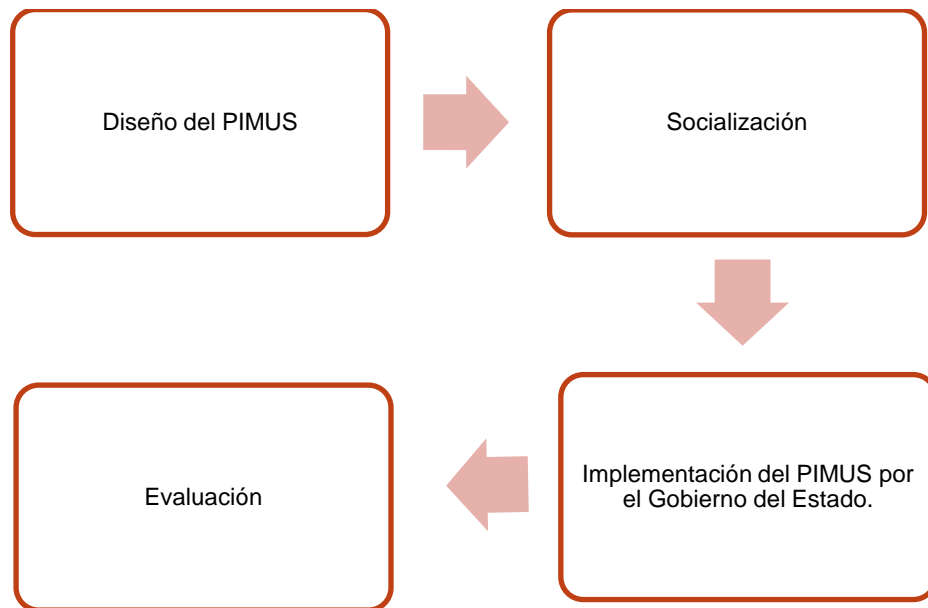 Diseño del PIMUS
Socialización
Implementación del PIMUS por
el Gobierno del Estado.
Evaluación